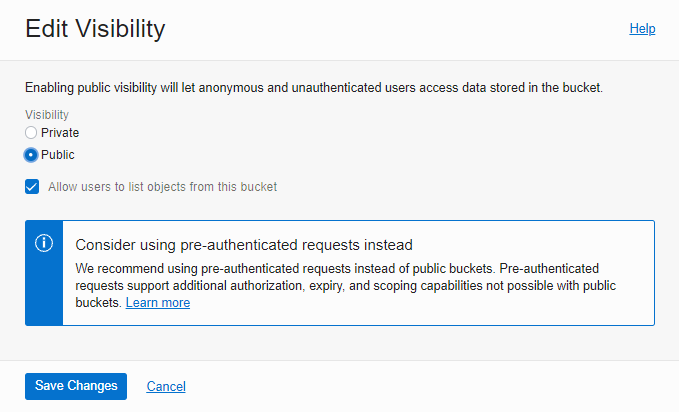 Edit Visibility
Help
Enabling public visibility will let anonymous and unauthenticated users access data stored in the bucket.
Visibility
Private
Public
Allow users to list objects from this bucket
Consider using pre-authenticated requests instead
We recommend using pre-authenticated requests instead of public buckets. Pre-authenticated
requests support additional authorization, expiry, and scoping capabilities not possible with public
buckets. Learn more
Save Changes
Cancel